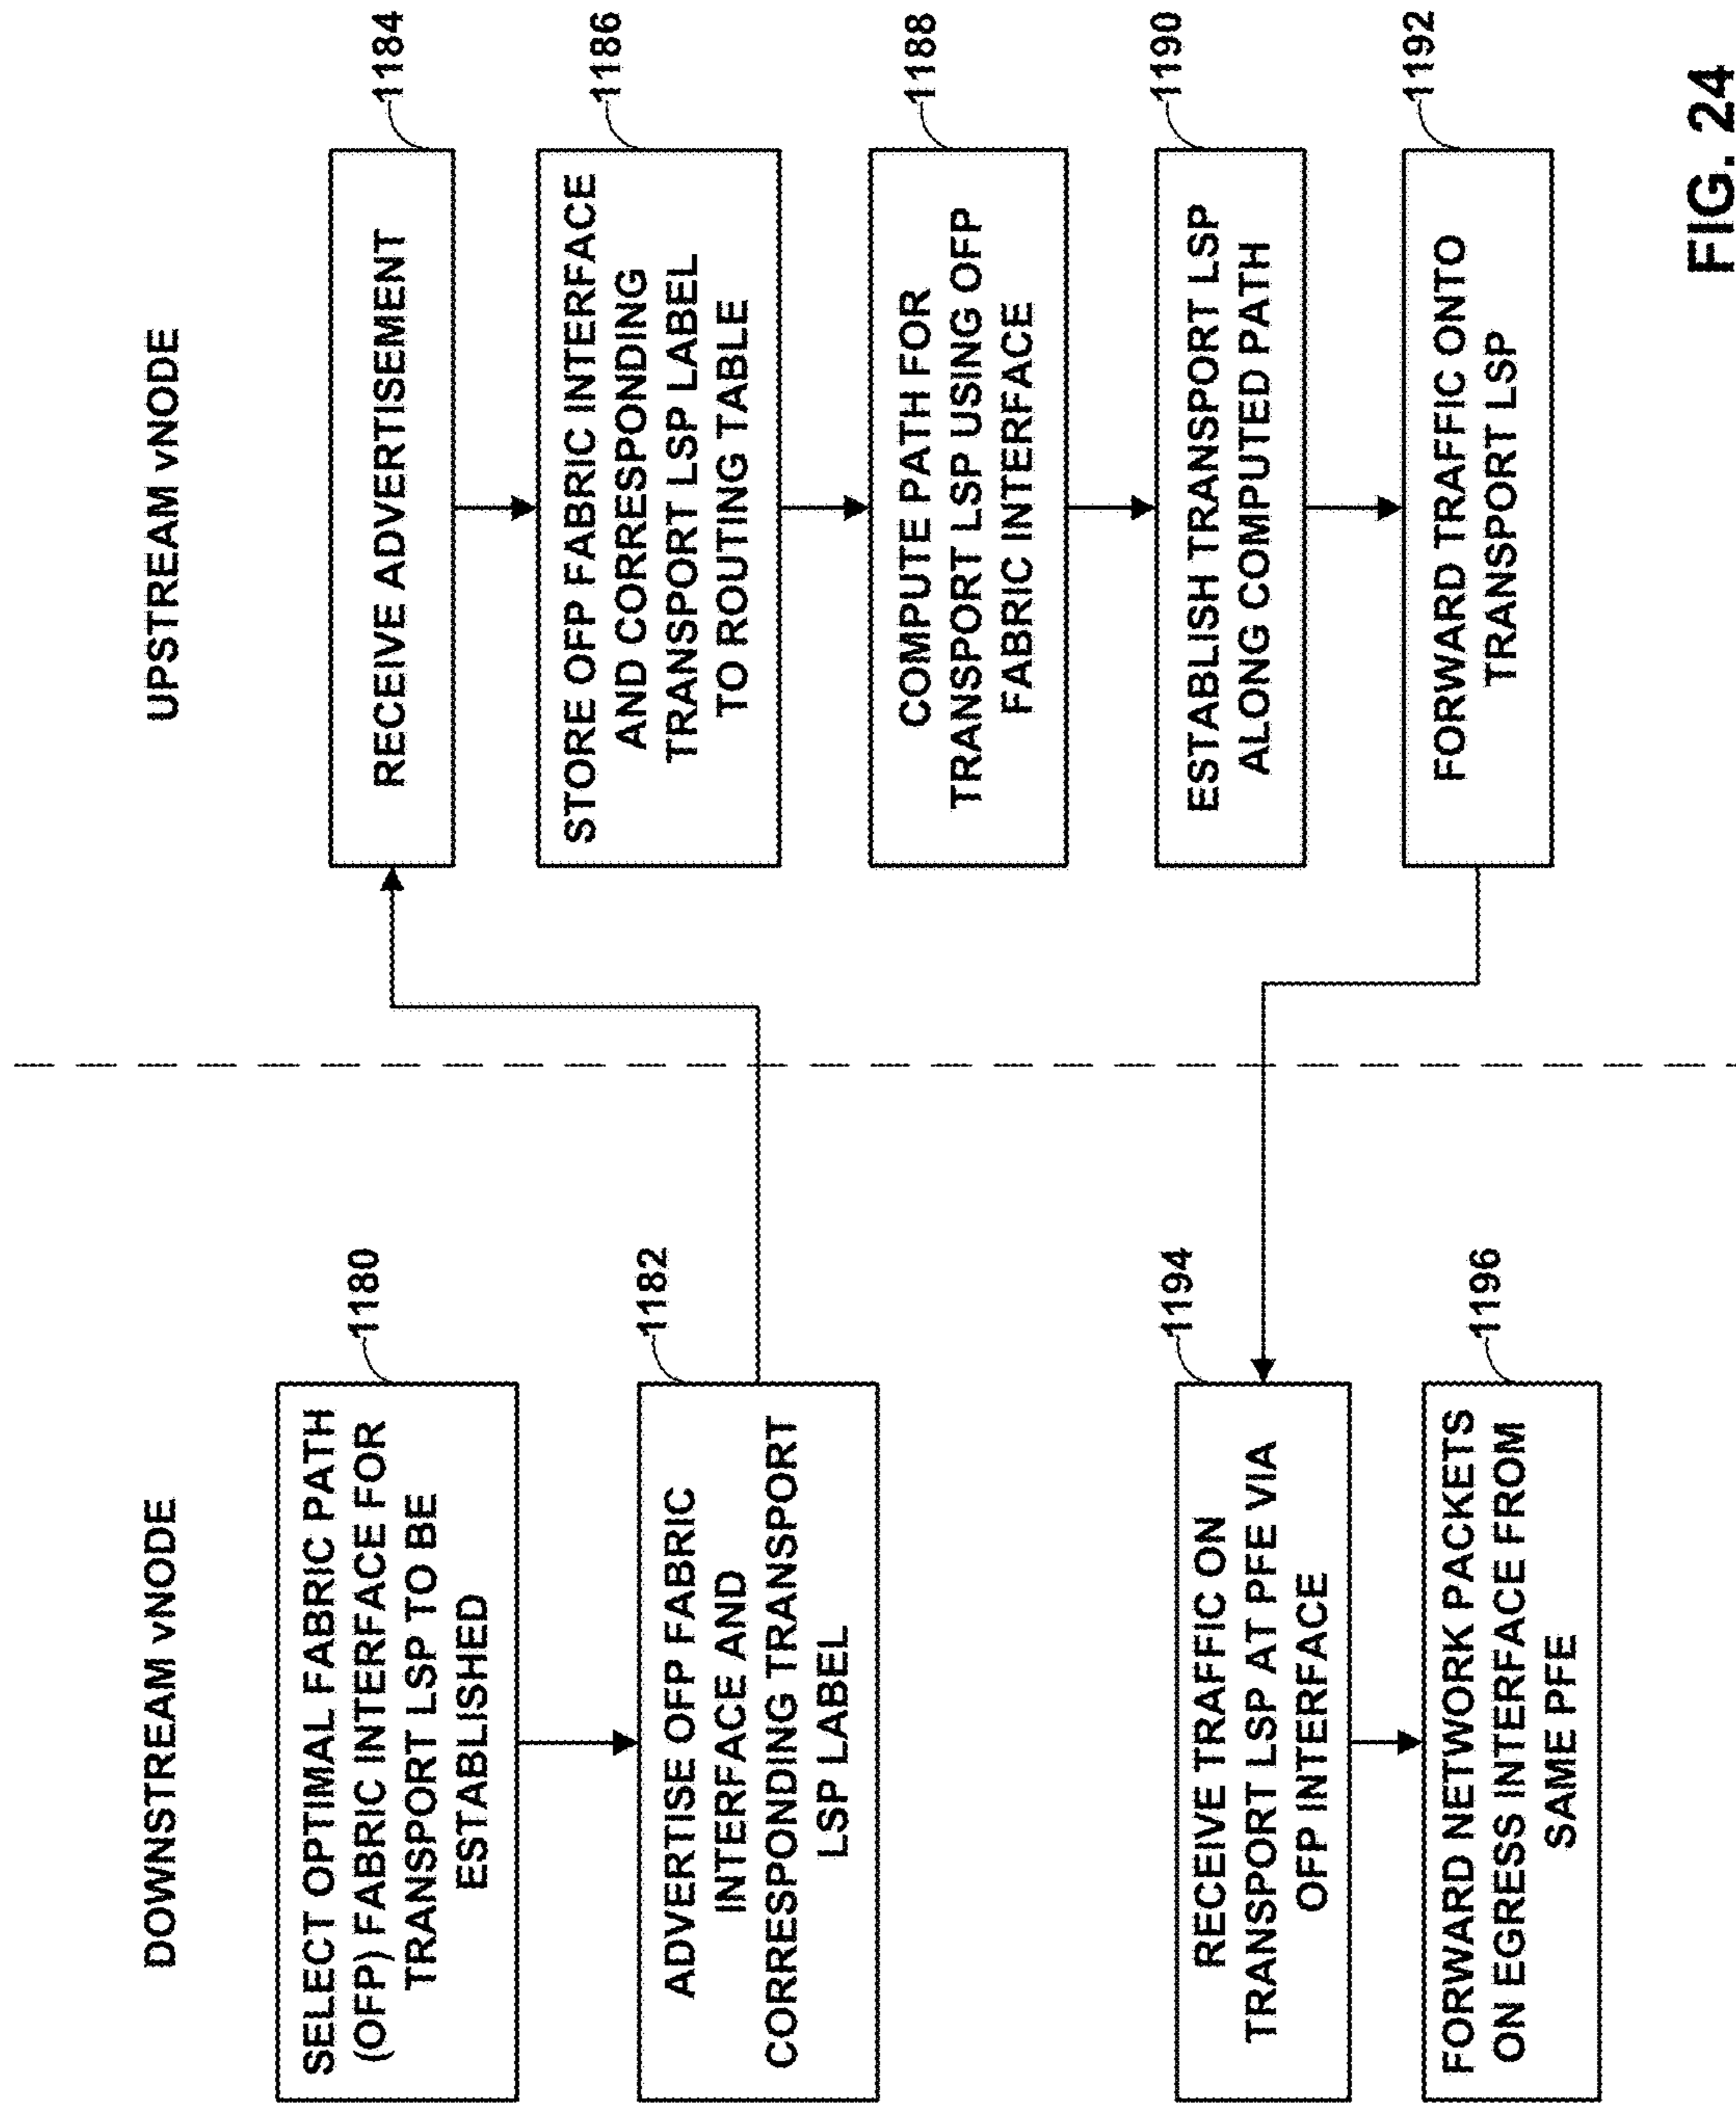 DOWNSTREAM vNODE
SELECT OPTIMAL FABRIC PATH
(OFP) FABRIC INTERFACE FOR
TRANSPORT LSP TO BE
ESTABLISHED
1180
ADVERTISE OFP FABRIC
INTERFACE AND
CORRESPONDING TRANSPORT
LSP LABEL
1182
UPSTREAM vNODE
RECEIVE ADVERTISEMENT
1184
STORE OFP FABRIC INTERFACE
AND CORRESPONDING
TRANSPORT LSP LABEL
TO ROUTING TABLE
1186
COMPUTE PATH FOR
TRANSPORT LSP USING OFP
FABRIC INTERFACE
1188
ESTABLISH TRANSPORT LSP
ALONG COMPUTED PATH
1190
FORWARD TRAFFIC ONTO
TRANSPORT LSP
1192
RECEIVE TRAFFIC ON
TRANSPORT LSP AT PFE VIA
OFP INTERFACE
1194
FORWARD NETWORK PACKETS
ON EGRESS INTERFACE FROM
SAME PFE
1196
FIG. 24